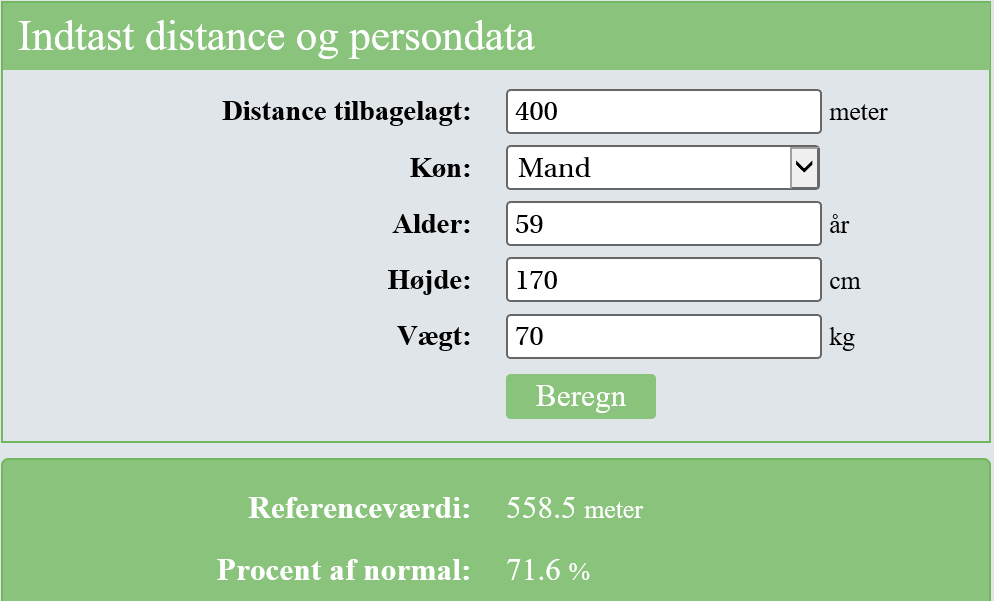 Indtast distance og persondata
Distance tilbagelagt: 400 meter
Køn: Mand
Alder: 59 år
Højde: 170 cm
Vægt: 70 kg
Beregn
Referenceværdi: 558.5 meter
Procent af normal: 71.6 %